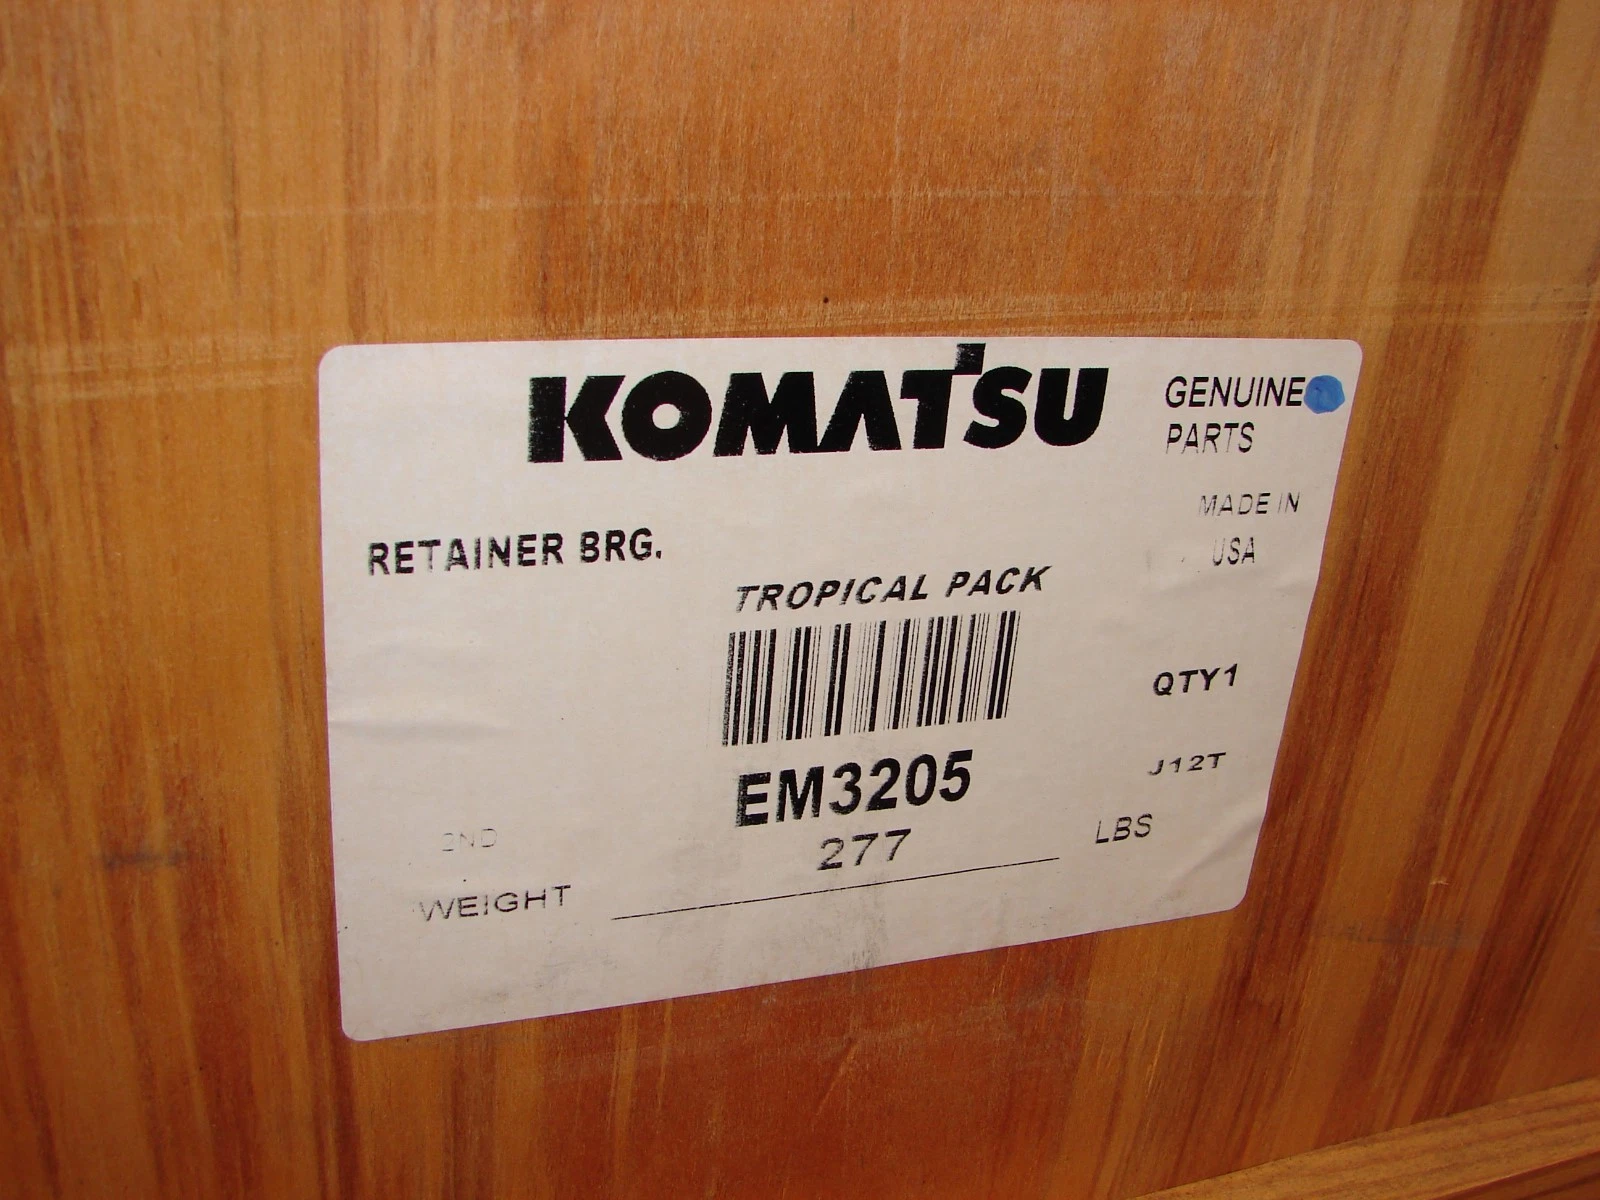 KOMATSU
GENUINE
PARTS
MADE IN
USA
RETAINER BRG.
TROPICAL PACK
QTY1
EM3205
J12T
2ND
277
LBS
WEIGHT